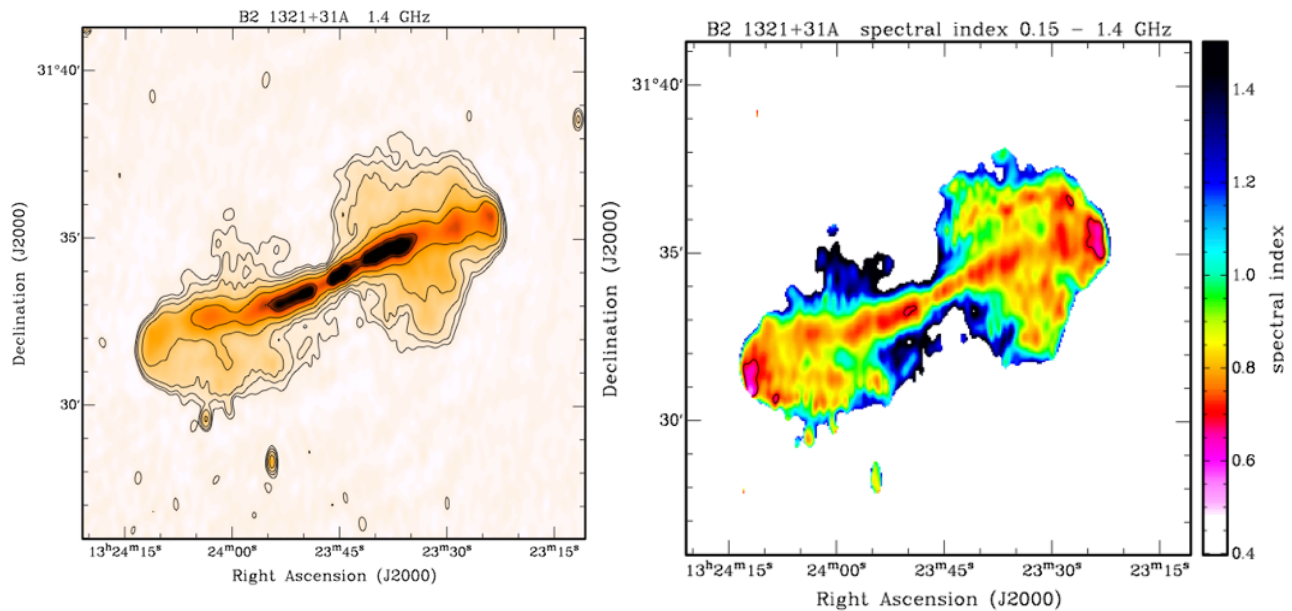 B2 1321+31A 1.4 GHz
31°40′
35′
30′
Declination (J2000)
13ʰ24ᵐ15ˢ 24ᵐ00ˢ 23ᵐ45ˢ 23ᵐ30ˢ 23ᵐ15ˢ
Right Ascension (J2000)
B2 1321+31A spectral index 0.15 − 1.4 GHz
31°40′
35′
30′
Declination (J2000)
13ʰ24ᵐ15ˢ 24ᵐ00ˢ 23ᵐ45ˢ 23ᵐ30ˢ 23ᵐ15ˢ
Right Ascension (J2000)
1.4
1.2
1.0
0.8
0.6
0.4
spectral index